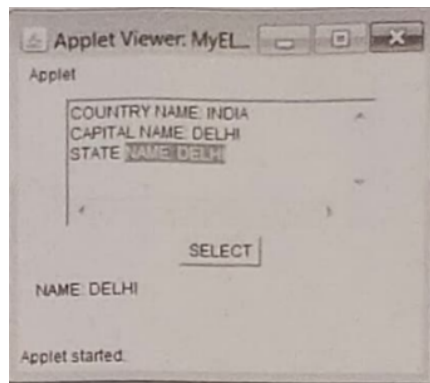 Applet Viewer: MyEL...
Applet
COUNTRY NAME: INDIA
CAPITAL NAME: DELHI
STATE NAME: DELHI
SELECT
NAME: DELHI
Applet started.